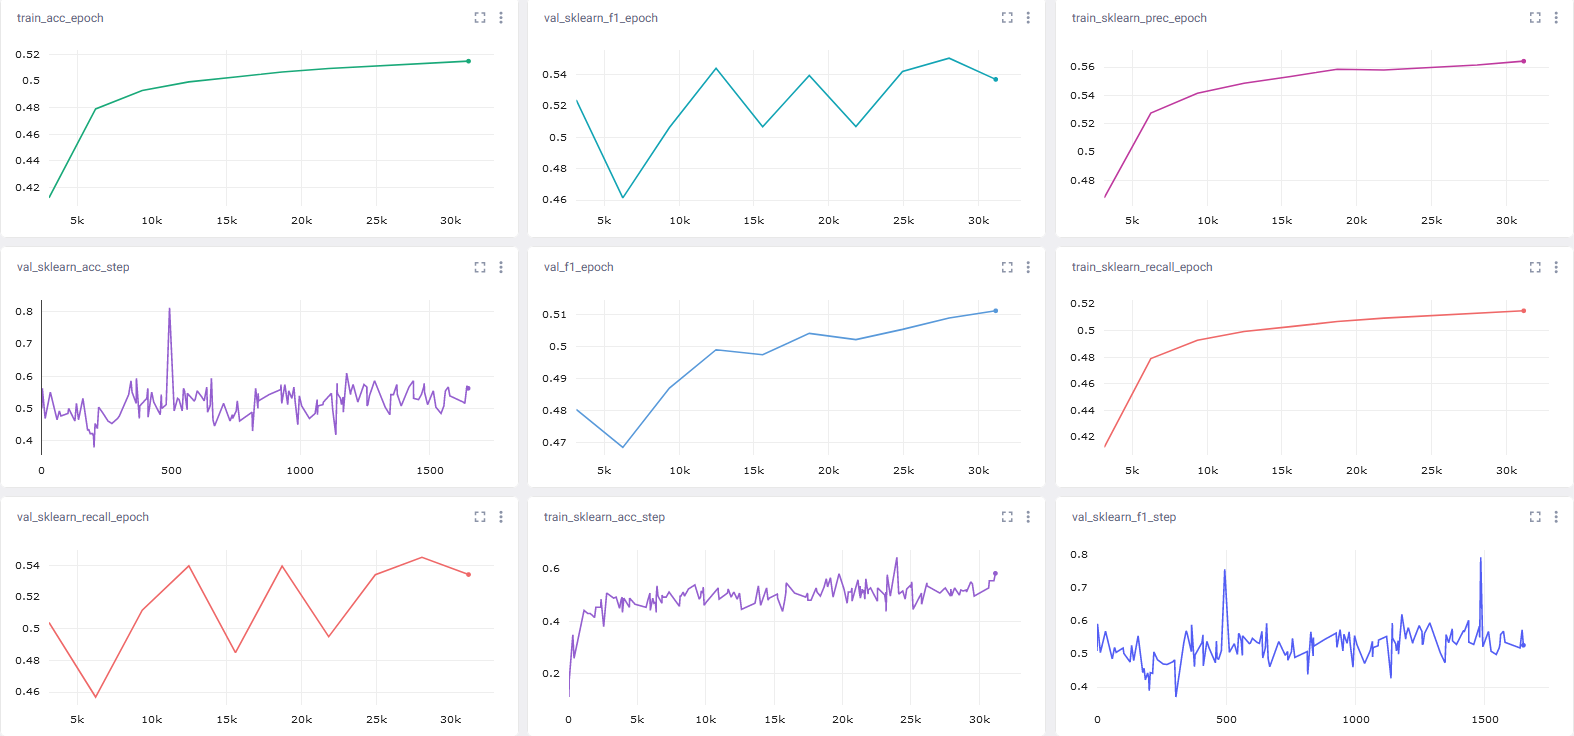 train_acc_epoch
0.52
0.5
0.48
0.46
0.44
0.42
5k 10k 15k 20k 25k 30k
val_sklearn_f1_epoch
0.54
0.52
0.5
0.48
0.46
5k 10k 15k 20k 25k 30k
train_sklearn_prec_epoch
0.56
0.54
0.52
0.5
0.48
5k 10k 15k 20k 25k 30k
val_sklearn_acc_step
0.8
0.7
0.6
0.5
0.4
0 500 1000 1500
val_f1_epoch
0.51
0.5
0.49
0.48
0.47
5k 10k 15k 20k 25k 30k
train_sklearn_recall_epoch
0.52
0.5
0.48
0.46
0.44
0.42
5k 10k 15k 20k 25k 30k
val_sklearn_recall_epoch
0.54
0.52
0.5
0.48
0.46
5k 10k 15k 20k 25k 30k
train_sklearn_acc_step
0.6
0.4
0.2
0 5k 10k 15k 20k 25k 30k
val_sklearn_f1_step
0.8
0.7
0.6
0.5
0.4
0 500 1000 1500